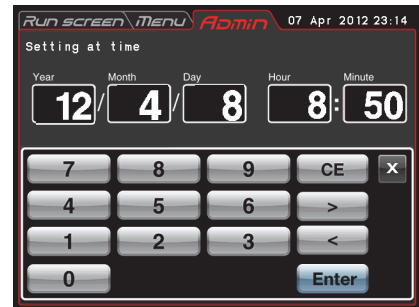 Run screen Menu Admin 07 Apr 2012 23:14
Setting at time
Year Month Day Hour Minute
12/ 4/ 8 8: 50
7 8 9 CE x
4 5 6 >
1 2 3 <
0 Enter